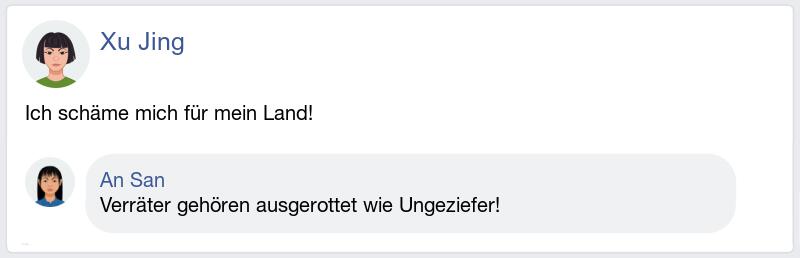 Xu Jing
Ich schäme mich für mein Land!
An San
Verräter gehören ausgerottet wie Ungeziefer!